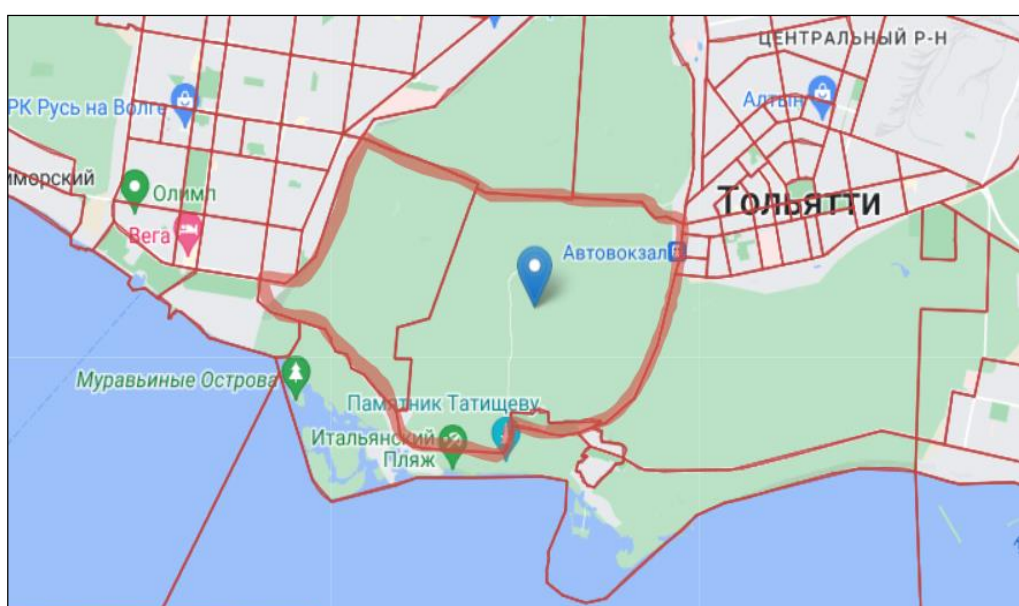 ЦЕНТРАЛЬНЫЙ Р-Н
РК Русь на Волге
Алтын
иморский
Олимп
Тольятти
Вега
Автовокзал
Муравьиные Острова
Памятник Татищеву
Итальянский
Пляж